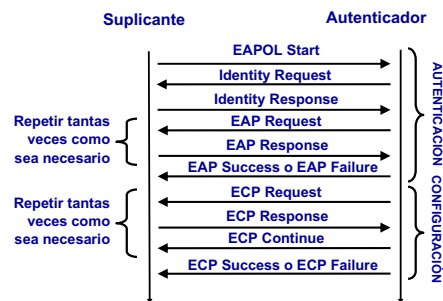 Suplicante
Autenticador
EAPOL Start
Identity Request
Identity Response
EAP Request
EAP Response
EAP Success o EAP Failure
Repetir tantas
veces como
sea necesario
AUTENTICACION
ECP Request
ECP Response
ECP Continue
ECP Success o ECP Failure
Repetir tantas
veces como
sea necesario
CONFIGURACIÓN